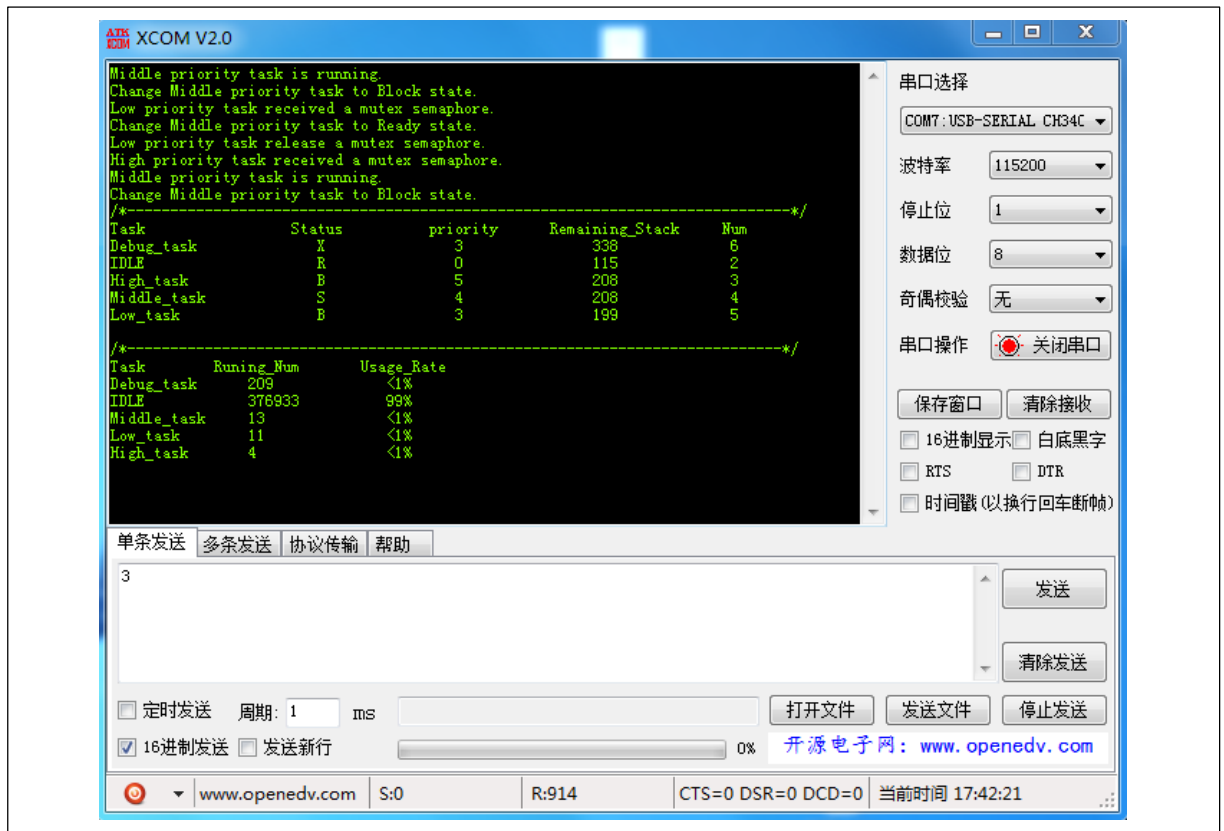 ATK XCOM XCOM V2.0
Middle priority task is running.
Change Middle priority task to Block state.
Low priority task received a mutex semaphore.
Change Middle priority task to Ready state.
Low priority task release a mutex semaphore.
High priority task received a mutex semaphore.
Middle priority task is running.
Change Middle priority task to Block state.
/*---------------------------------------------------------------------------*/
Task Status priority Remaining_Stack Num
Debug_task X 3 338 6
IDLE R 0 115 2
High_task B 5 208 3
Middle_task S 4 208 4
Low_task B 3 199 5
/*--------------------------------------------------------------------------*/
Task Runing_Num Usage_Rate
Debug_task 209 <1%
IDLE 376933 99%
Middle_task 13 <1%
Low_task 11 <1%
High_task 4 <1%
串口选择
COM7:USB-SERIAL CH34
波特率 115200
停止位 1
数据位 8
奇偶校验 无
串口操作 关闭串口
保存窗口 清除接收
16进制显示 白底黑字
RTS DTR
时间戳(以换行回车断帧)
单条发送 多条发送 协议传输 帮助
3
发送
清除发送
定时发送 周期: 1 ms 打开文件 发送文件 停止发送
16进制发送 发送新行 0% 开源电子网: www.openedv.com
www.openedv.com S:0 R:914 CTS=0 DSR=0 DCD=0 当前时间 17:42:21